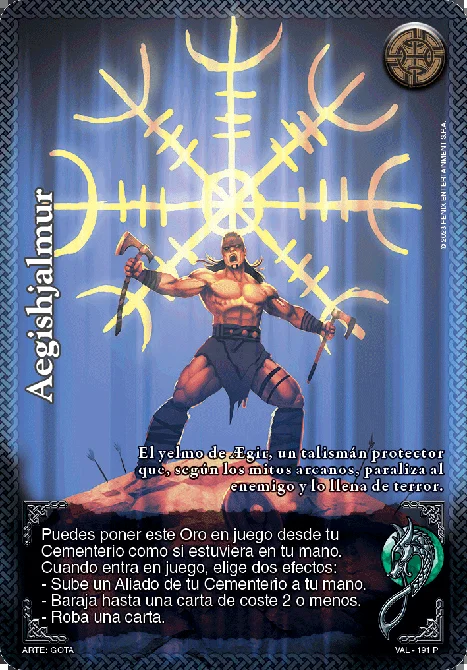 Aegishjalmur
© 2023 FENIX ENTERTAINMENT S.P.A.
El yelmo de Ægir, un talismán protector
que, según los mitos arcanos, paraliza al
enemigo y lo llena de terror.
Puedes poner este Oro en juego desde tu
Cementerio como si estuviera en tu mano.
Cuando entra en juego, elige dos efectos:
- Sube un Aliado de tu Cementerio a tu mano.
- Baraja hasta una carta de coste 2 o menos.
- Roba una carta.
ARTE: GOTA
VAL - 191 P